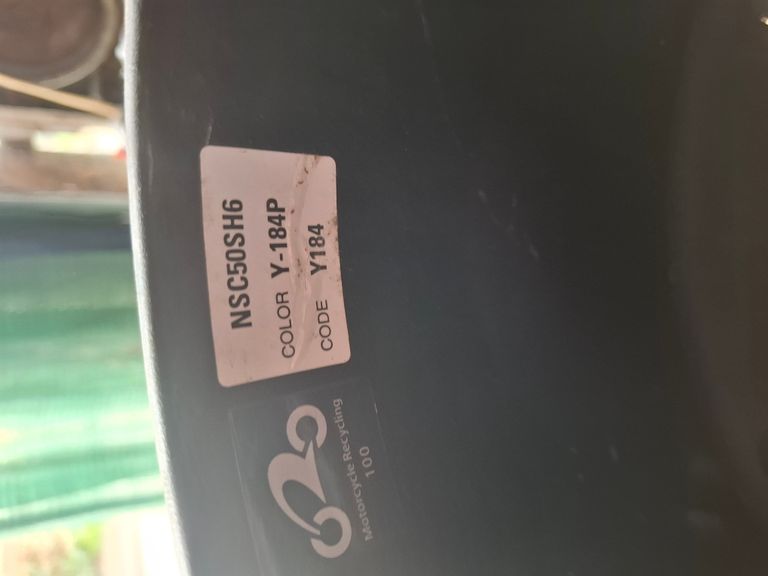 NSC50SH6
COLOR Y-184P
CODE Y184
Motorcycle Recycling
100